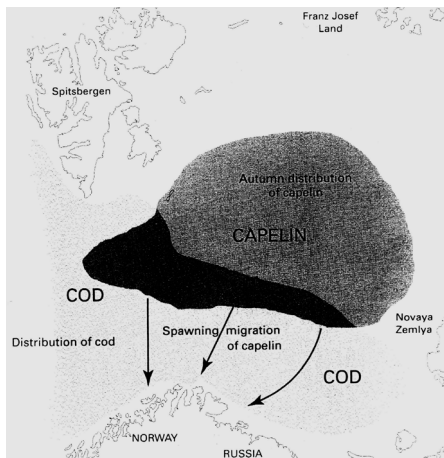 Franz Josef
Land
Spitsbergen
Autumn distribution
of capelin
CAPELIN
COD
Novaya
Zemlya
Spawning migration
of capelin
Distribution of cod
COD
NORWAY
RUSSIA